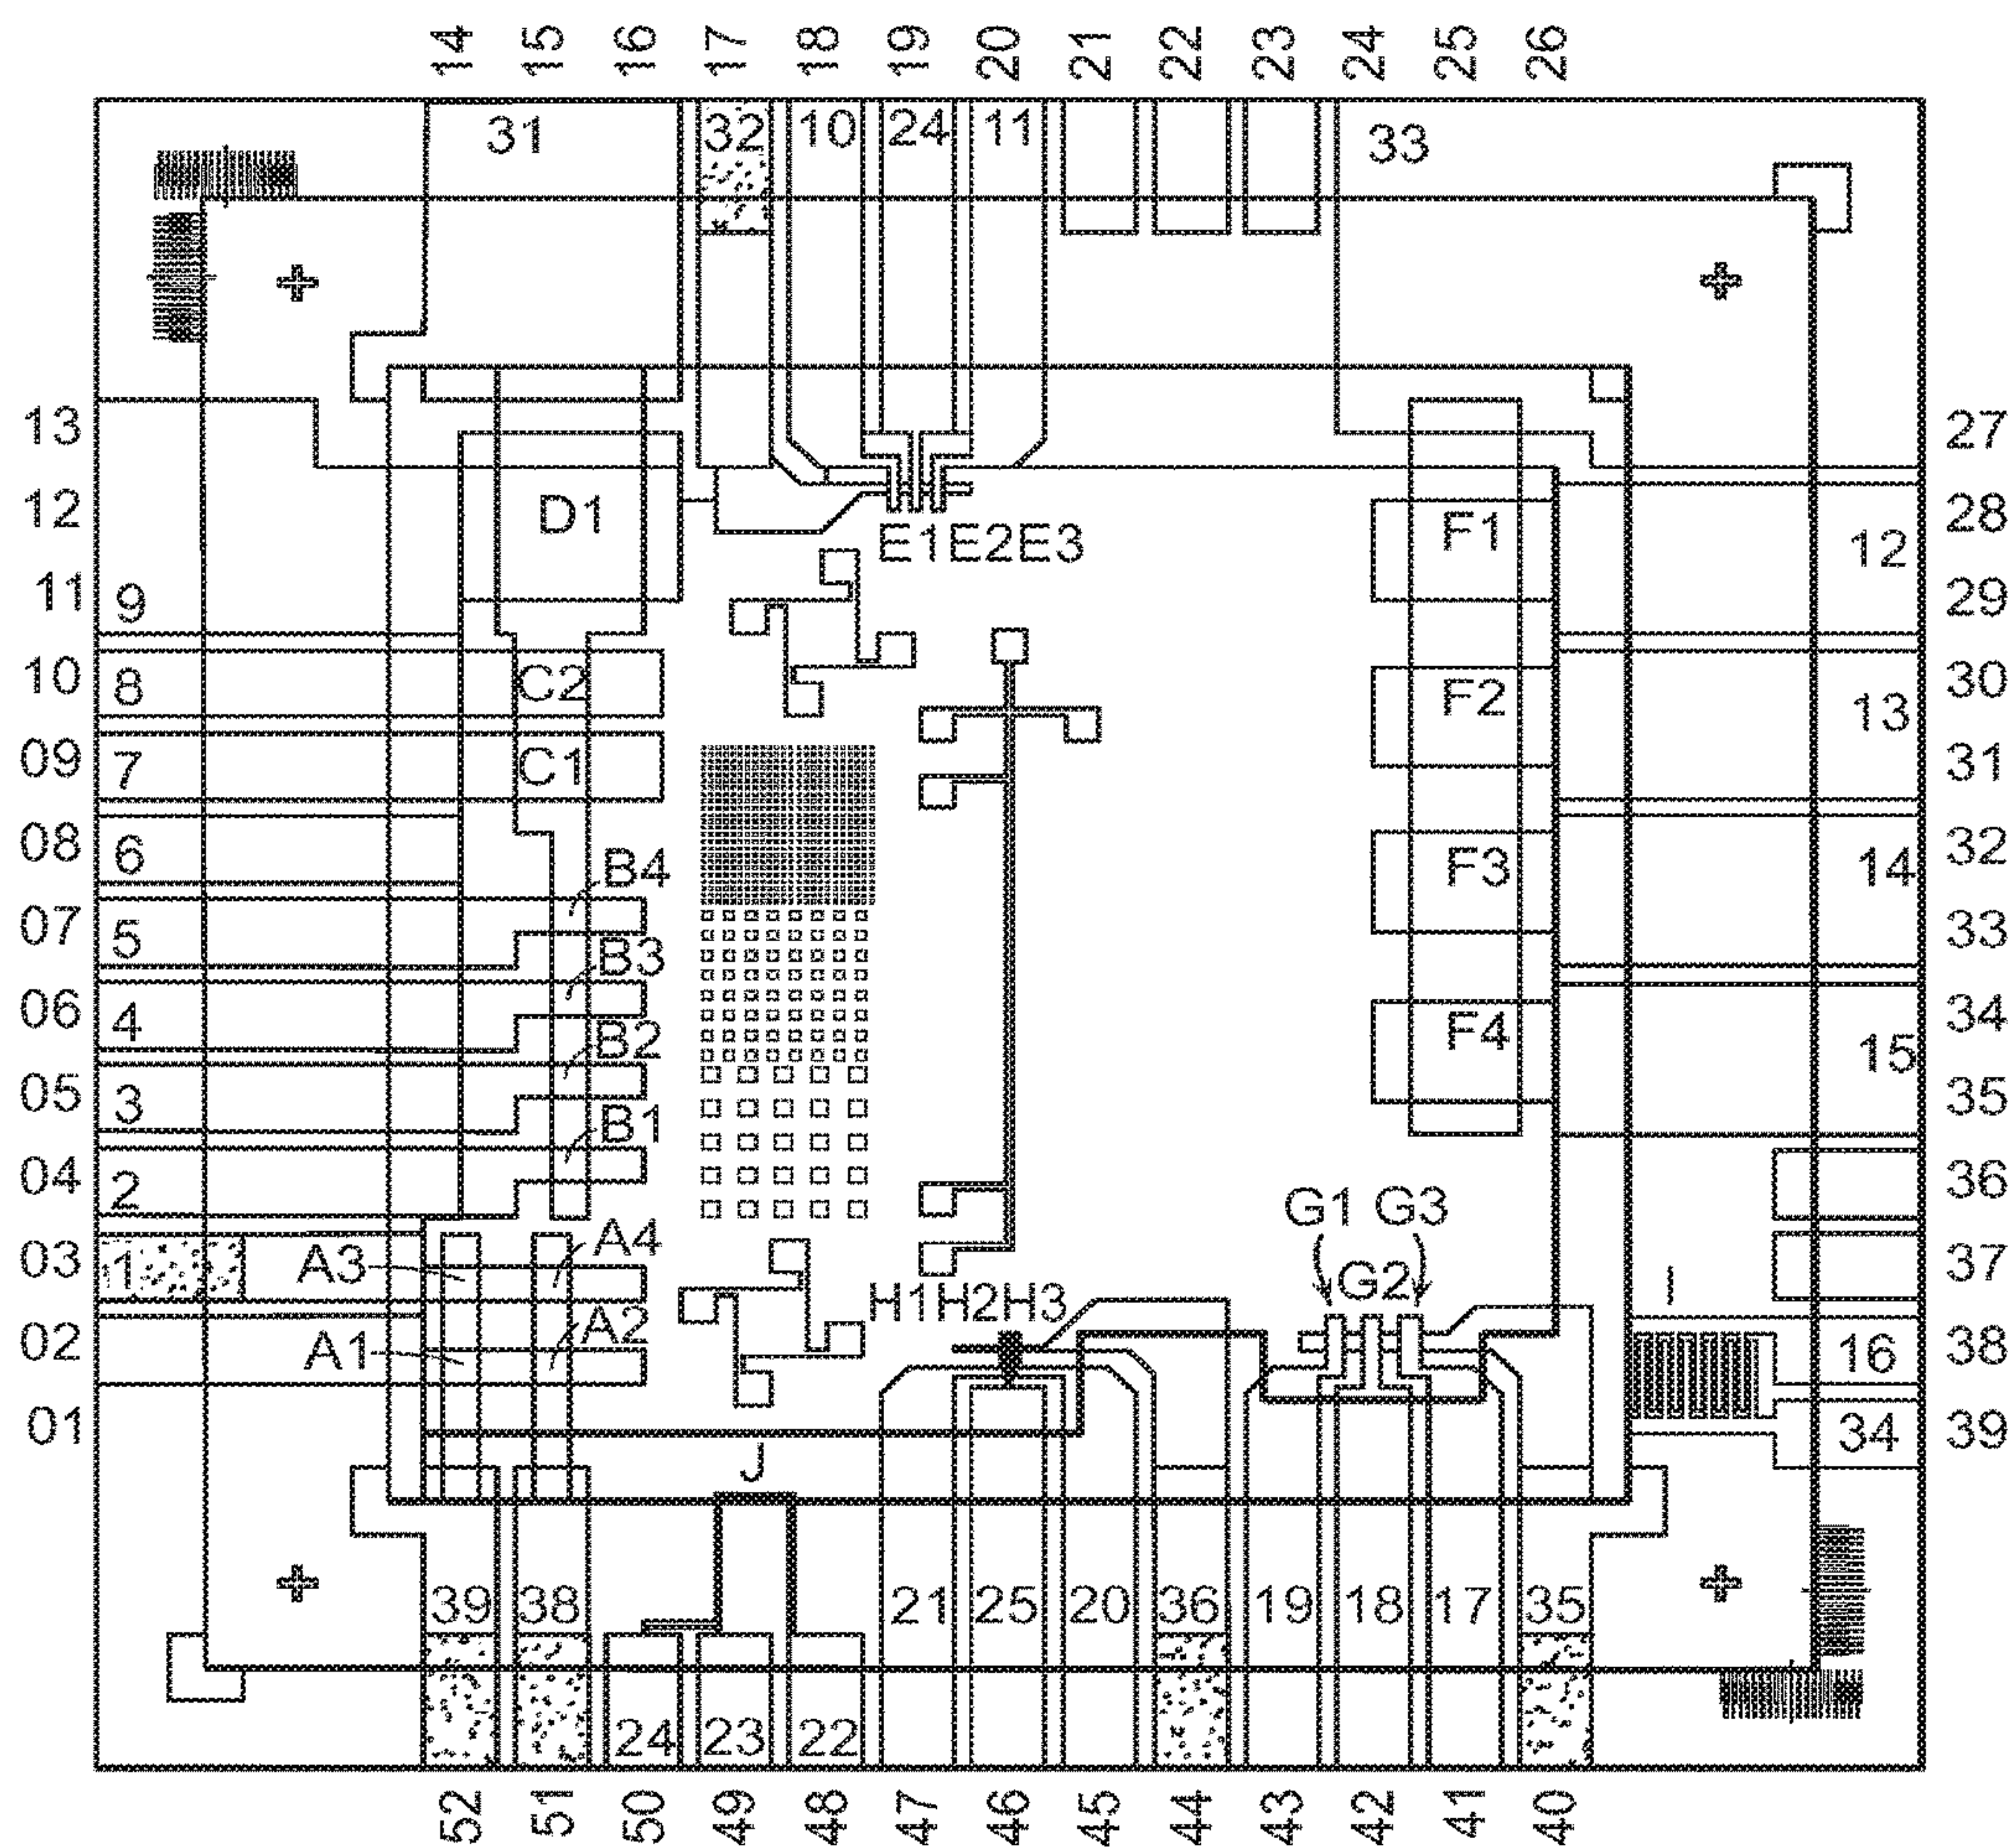 14 15 16 17 18 19 20 21 22 23 24 25 26
31 32 10 24 11 33
13 27
12 D1 E1E2E3 F1 12 28
11 9 29
10 8 C2 F2 13 30
09 7 C1 31
08 6 B4 F3 14 32
07 5 B3 33
06 4 B2 F4 15 34
05 3 B1 35
04 2 G1 G3 36
03 1 A3 A4 H1H2H3 G2 I 37
02 A1 A2 16 38
01 J 34 39
39 38 21 25 20 36 19 18 17 35
24 23 22
52 51 50 49 48 47 46 45 44 43 42 41 40